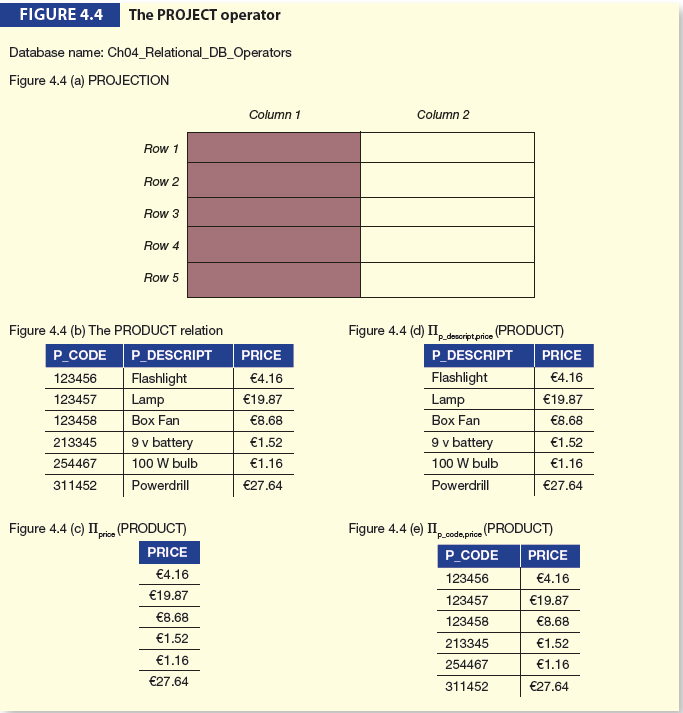 FIGURE 4.4 The PROJECT operator
Database name: Ch04_Relational_DB_Operators
Figure 4.4 (a) PROJECTION
Column 1 Column 2
Row 1
Row 2
Row 3
Row 4
Row 5
Figure 4.4 (b) The PRODUCT relation
P_CODE P_DESCRIPT PRICE
123456 Flashlight €4.16
123457 Lamp €19.87
123458 Box Fan €8.68
213345 9 v battery €1.52
254467 100 W bulb €1.16
311452 Powerdrill €27.64
Figure 4.4 (d) Π p_descript,price (PRODUCT)
P_DESCRIPT PRICE
Flashlight €4.16
Lamp €19.87
Box Fan €8.68
9 v battery €1.52
100 W bulb €1.16
Powerdrill €27.64
Figure 4.4 (c) Π price (PRODUCT)
PRICE
€4.16
€19.87
€8.68
€1.52
€1.16
€27.64
Figure 4.4 (e) Π p_code,price (PRODUCT)
P_CODE PRICE
123456 €4.16
123457 €19.87
123458 €8.68
213345 €1.52
254467 €1.16
311452 €27.64